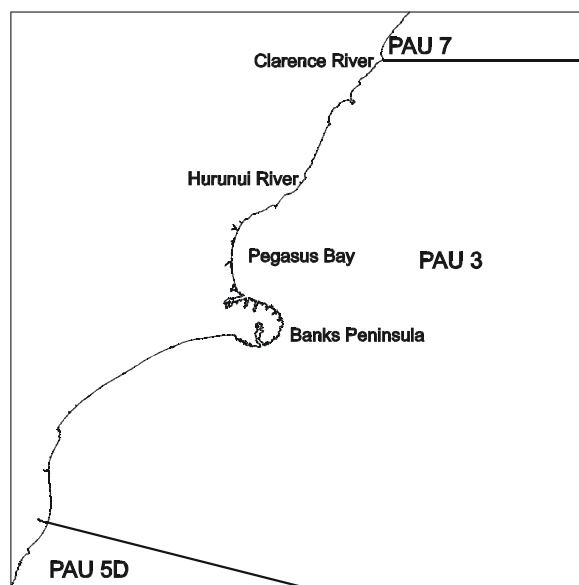 PAU 7
Clarence River
Hurunui River
Pegasus Bay
PAU 3
Banks Peninsula
PAU 5D